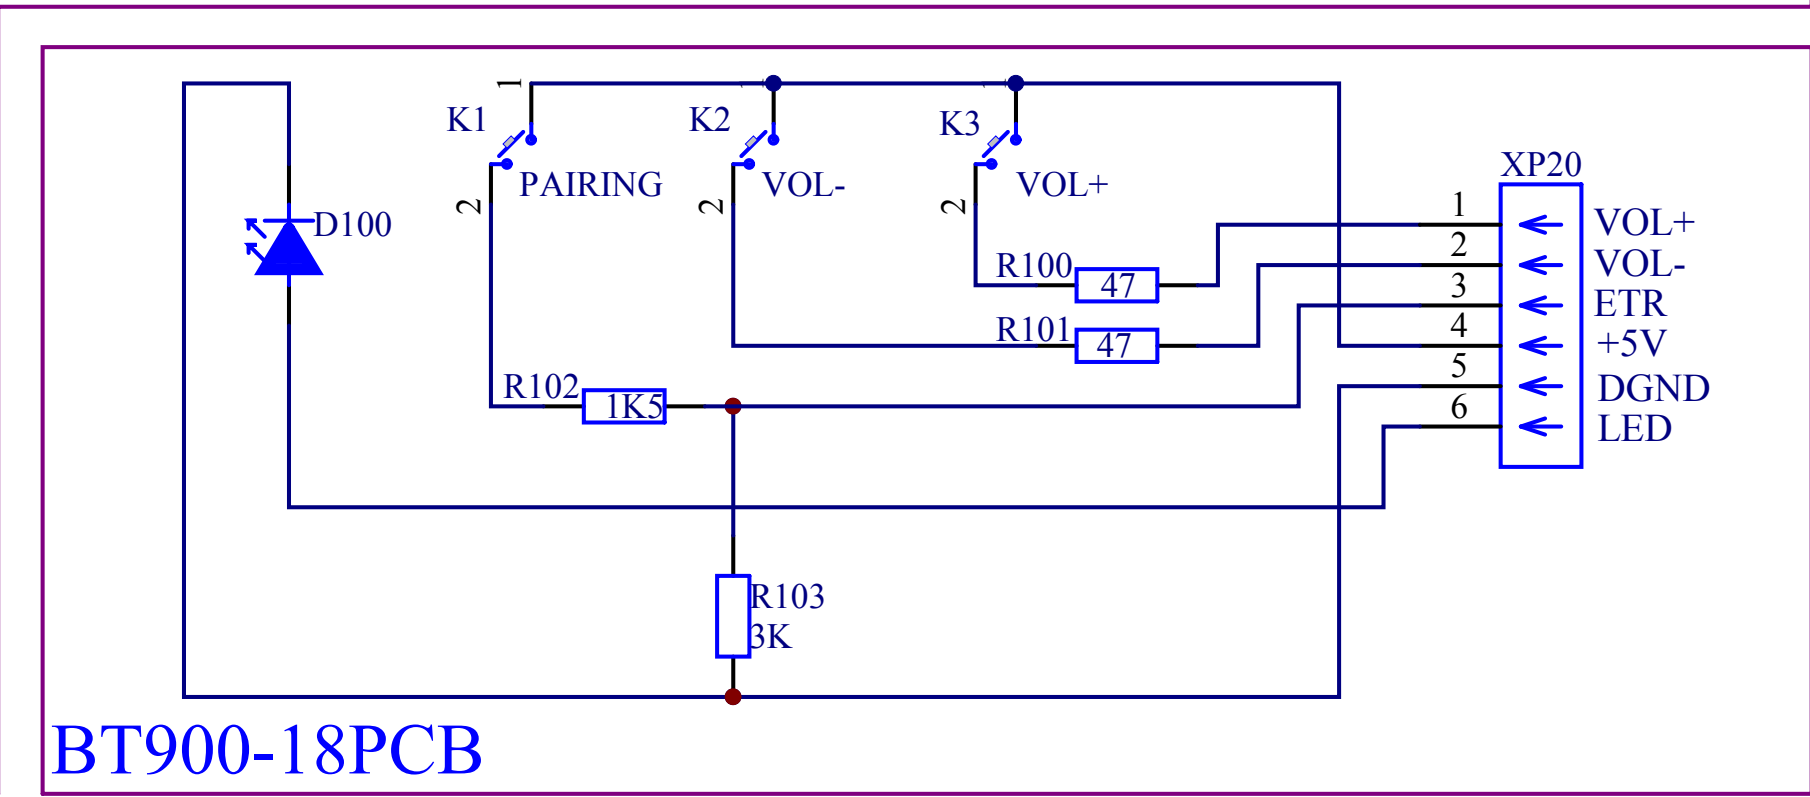 1
K1
K2
K3
XP20
PAIRING
VOL-
VOL+
2
2
2
1
VOL+
D100
2
VOL-
R100
47
3
ETR
R101
47
4
+5V
R102
1K5
5
DGND
6
LED
R103
3K
BT900-18PCB